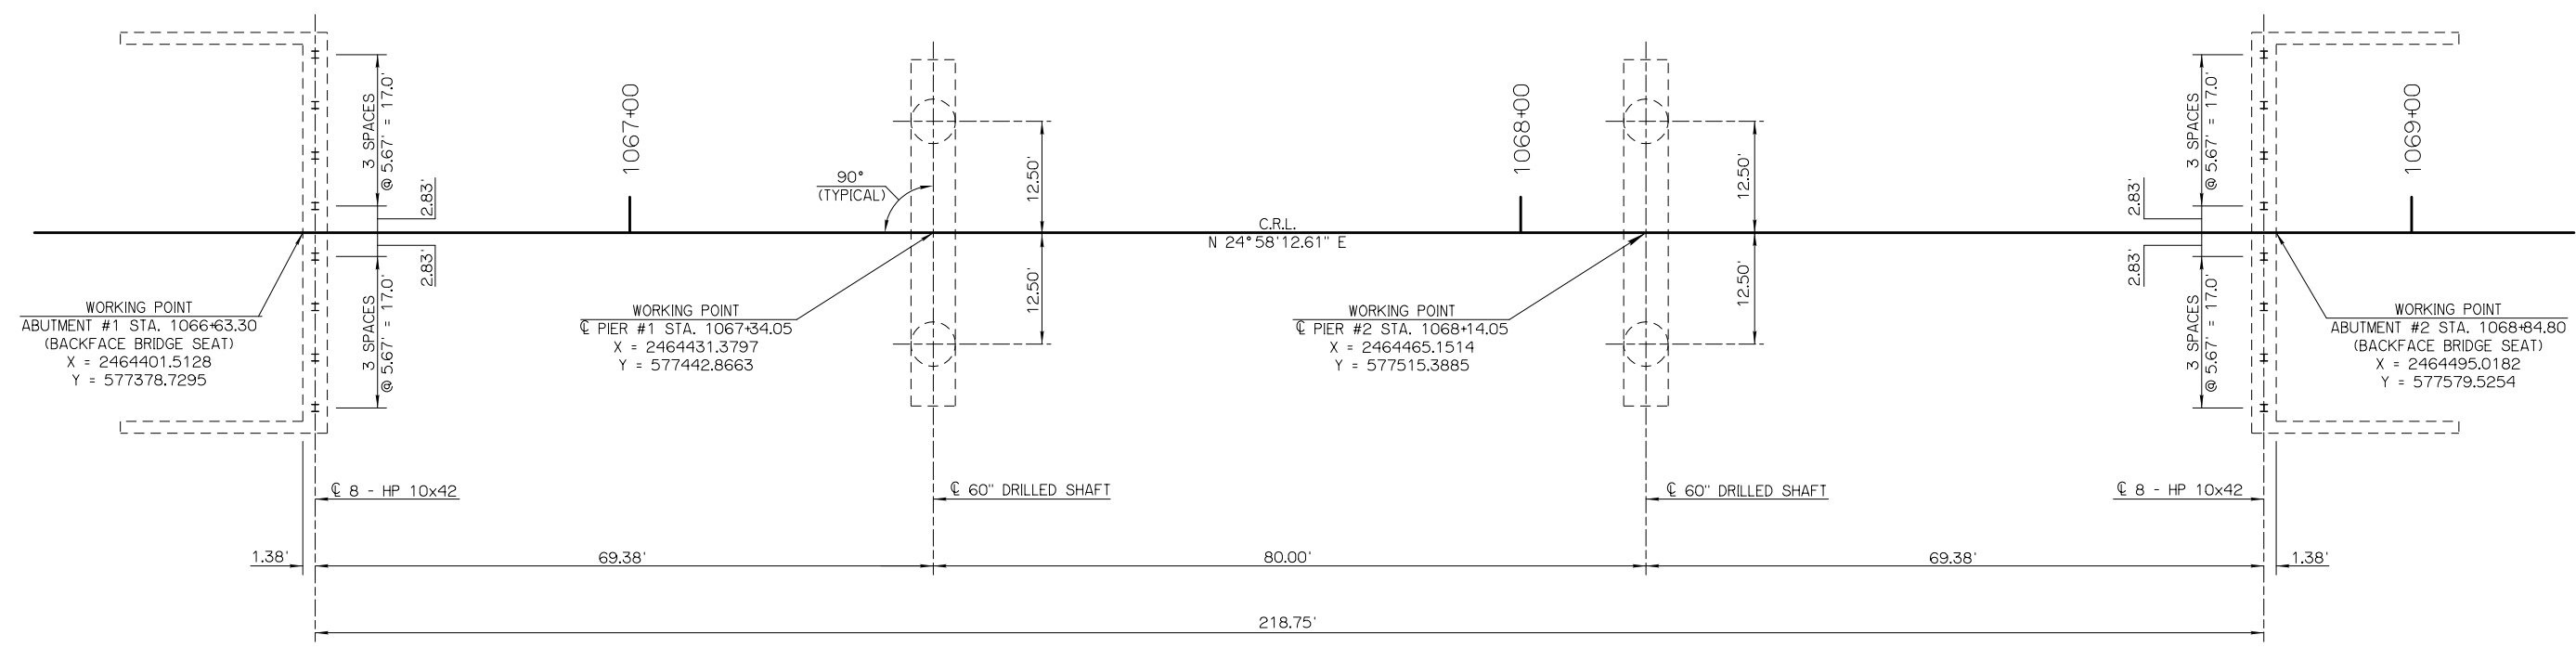 1067+00
1068+00
1069+00
3 SPACES
@ 5.67' = 17.0'
2.83'
2.83'
3 SPACES
@ 5.67' = 17.0'
90°
(TYPICAL)
12.50'
12.50'
C.R.L.
N 24°58'12.61" E
12.50'
12.50'
3 SPACES
@ 5.67' = 17.0'
2.83'
2.83'
3 SPACES
@ 5.67' = 17.0'
WORKING POINT
ABUTMENT #1 STA. 1066+63.30
(BACKFACE BRIDGE SEAT)
X = 2464401.5128
Y = 577378.7295
WORKING POINT
℄ PIER #1 STA. 1067+34.05
X = 2464431.3797
Y = 577442.8663
WORKING POINT
℄ PIER #2 STA. 1068+14.05
X = 2464465.1514
Y = 577515.3885
WORKING POINT
ABUTMENT #2 STA. 1068+84.80
(BACKFACE BRIDGE SEAT)
X = 2464495.0182
Y = 577579.5254
℄ 8 - HP 10x42
℄ 60" DRILLED SHAFT
℄ 60" DRILLED SHAFT
℄ 8 - HP 10x42
1.38'
69.38'
80.00'
69.38'
1.38'
218.75'